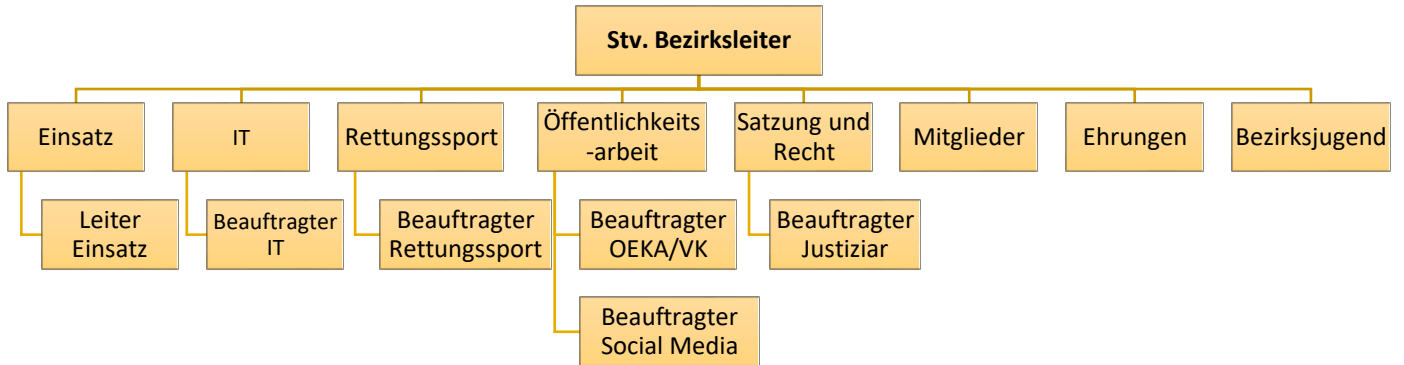 Stv. Bezirksleiter
Einsatz
IT
Rettungssport
Öffentlichkeits
-arbeit
Satzung und
Recht
Mitglieder
Ehrungen
Bezirksjugend
Leiter
Einsatz
Beauftragter
IT
Beauftragter
Rettungssport
Beauftragter
OEKA/VK
Beauftragter
Justiziar
Beauftragter
Social Media